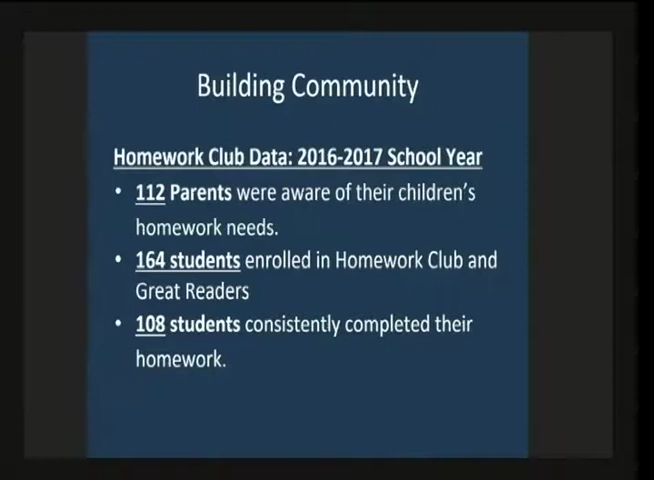 Building Community
Homework Club Data: 2016-2017 School Year
• 112 Parents were aware of their children's
homework needs.
• 164 students enrolled in Homework Club and
Great Readers
• 108 students consistently completed their
homework.